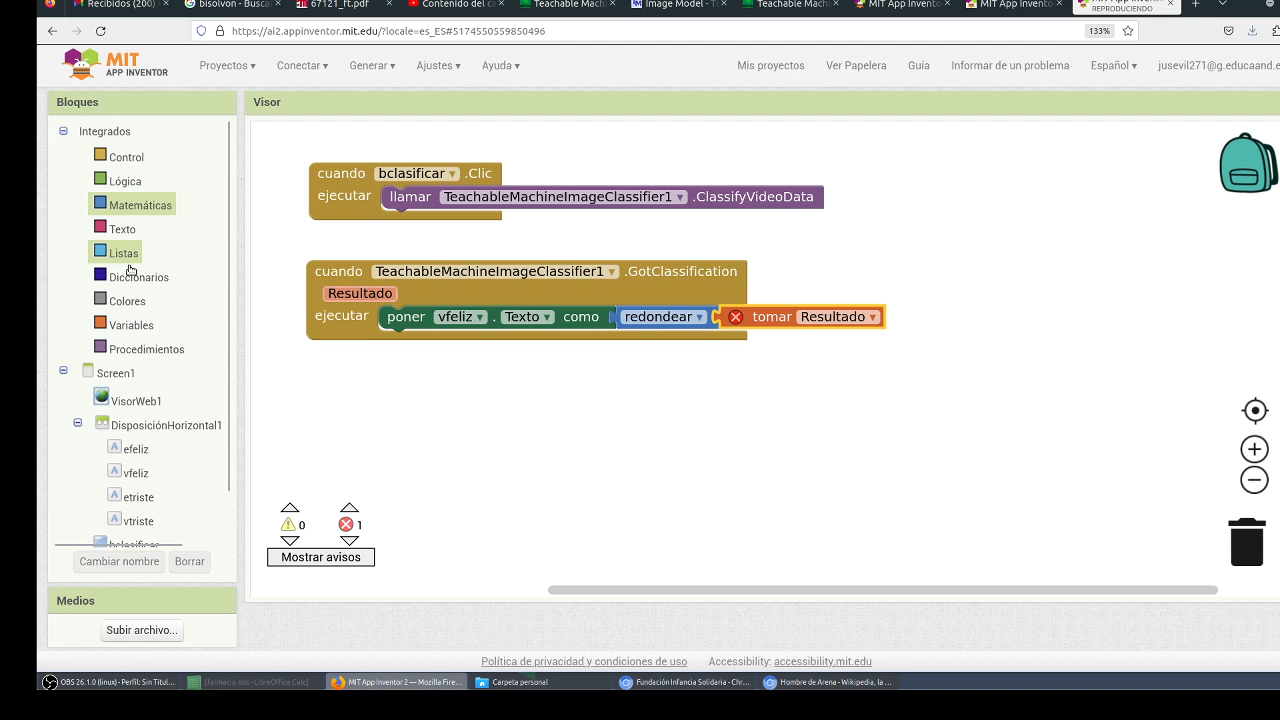 Recibidos (200)
bisolvon - Busca
67121_ft.pdf
Contenido del ca
Teachable Machi
Image Model - Te
Teachable Machi
MIT App Invento
MIT App Invento
REPRODUCIENDO
https://ai2.appinventor.mit.edu/?locale=es_ES#5174550559850496
133%
MIT
APP INVENTOR
Proyectos ▾
Conectar ▾
Generar ▾
Ajustes ▾
Ayuda ▾
Mis proyectos
Ver Papelera
Guía
Informar de un problema
Español ▾
jusevil271@g.educaand.e
Bloques
Visor
Integrados
Control
Lógica
Matemáticas
Texto
Listas
Diccionarios
Colores
Variables
Procedimientos
Screen1
VisorWeb1
DisposiciónHorizontal1
efeliz
vfeliz
etriste
vtriste
bclasificar
Cambiar nombre
Borrar
Medios
Subir archivo...
cuando bclasificar .Clic
ejecutar llamar TeachableMachineImageClassifier1 .ClassifyVideoData
cuando TeachableMachineImageClassifier1 .GotClassification
Resultado
ejecutar poner vfeliz . Texto como redondear tomar Resultado
0
1
Mostrar avisos
Política de privacidad y condiciones de uso
Accessibility: accessibility.mit.edu
OBS 26.1.0 (linux) - Perfil: Sin Títul...
[farmacia.ods - LibreOffice Calc]
MIT App Inventor 2 — Mozilla Fire...
Carpeta personal
Fundación Infancia Solidaria - Chr...
Hombre de Arena - Wikipedia, la ...